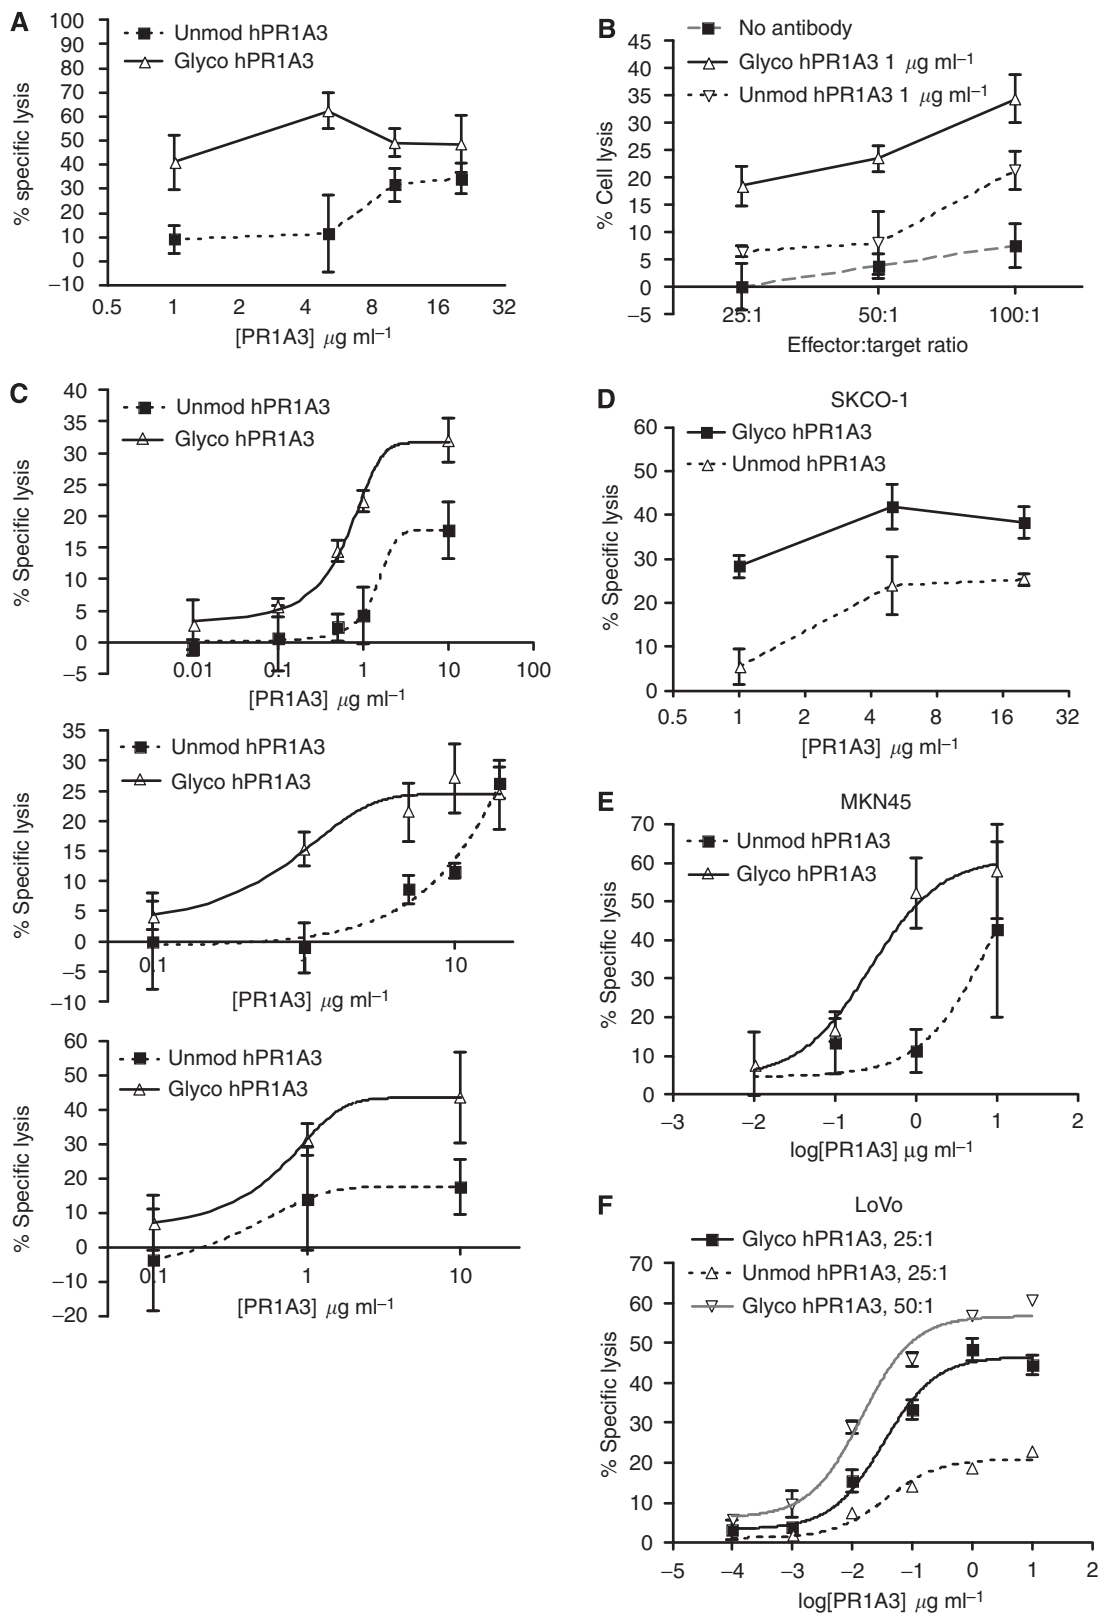 A
Unmod hPR1A3
Glyco hPR1A3
% specific lysis
100
90
80
70
60
50
40
30
20
10
0
–10
0.5 1 2 4 8 16 32
[PR1A3] μg ml–1
B
No antibody
Glyco hPR1A3 1 μg ml–1
Unmod hPR1A3 1 μg ml–1
% Cell lysis
45
40
35
30
25
20
15
10
5
0
–5
25:1 50:1 100:1
Effector:target ratio
C
Unmod hPR1A3
Glyco hPR1A3
% Specific lysis
40
35
30
25
20
15
10
5
0
–5
0.01 0.1 1 10 100
[PR1A3] μg ml–1
Unmod hPR1A3
Glyco hPR1A3
% Specific lysis
35
30
25
20
15
10
5
0
–5
–10
0.1 1 10
[PR1A3] μg ml–1
Unmod hPR1A3
Glyco hPR1A3
% Specific lysis
60
50
40
30
20
10
0
–10
–20
0.1 1 10
[PR1A3] μg ml–1
D
SKCO-1
Glyco hPR1A3
Unmod hPR1A3
% Specific lysis
60
50
40
30
20
10
0
0.5 1 2 4 8 16 32
[PR1A3] μg ml–1
E
MKN45
Unmod hPR1A3
Glyco hPR1A3
% Specific lysis
70
60
50
40
30
20
10
0
–3 –2 –1 0 1 2
log[PR1A3] μg ml–1
F
LoVo
Glyco hPR1A3, 25:1
Unmod hPR1A3, 25:1
Glyco hPR1A3, 50:1
% Specific lysis
70
60
50
40
30
20
10
0
–5 –4 –3 –2 –1 0 1 2
log[PR1A3] μg ml–1